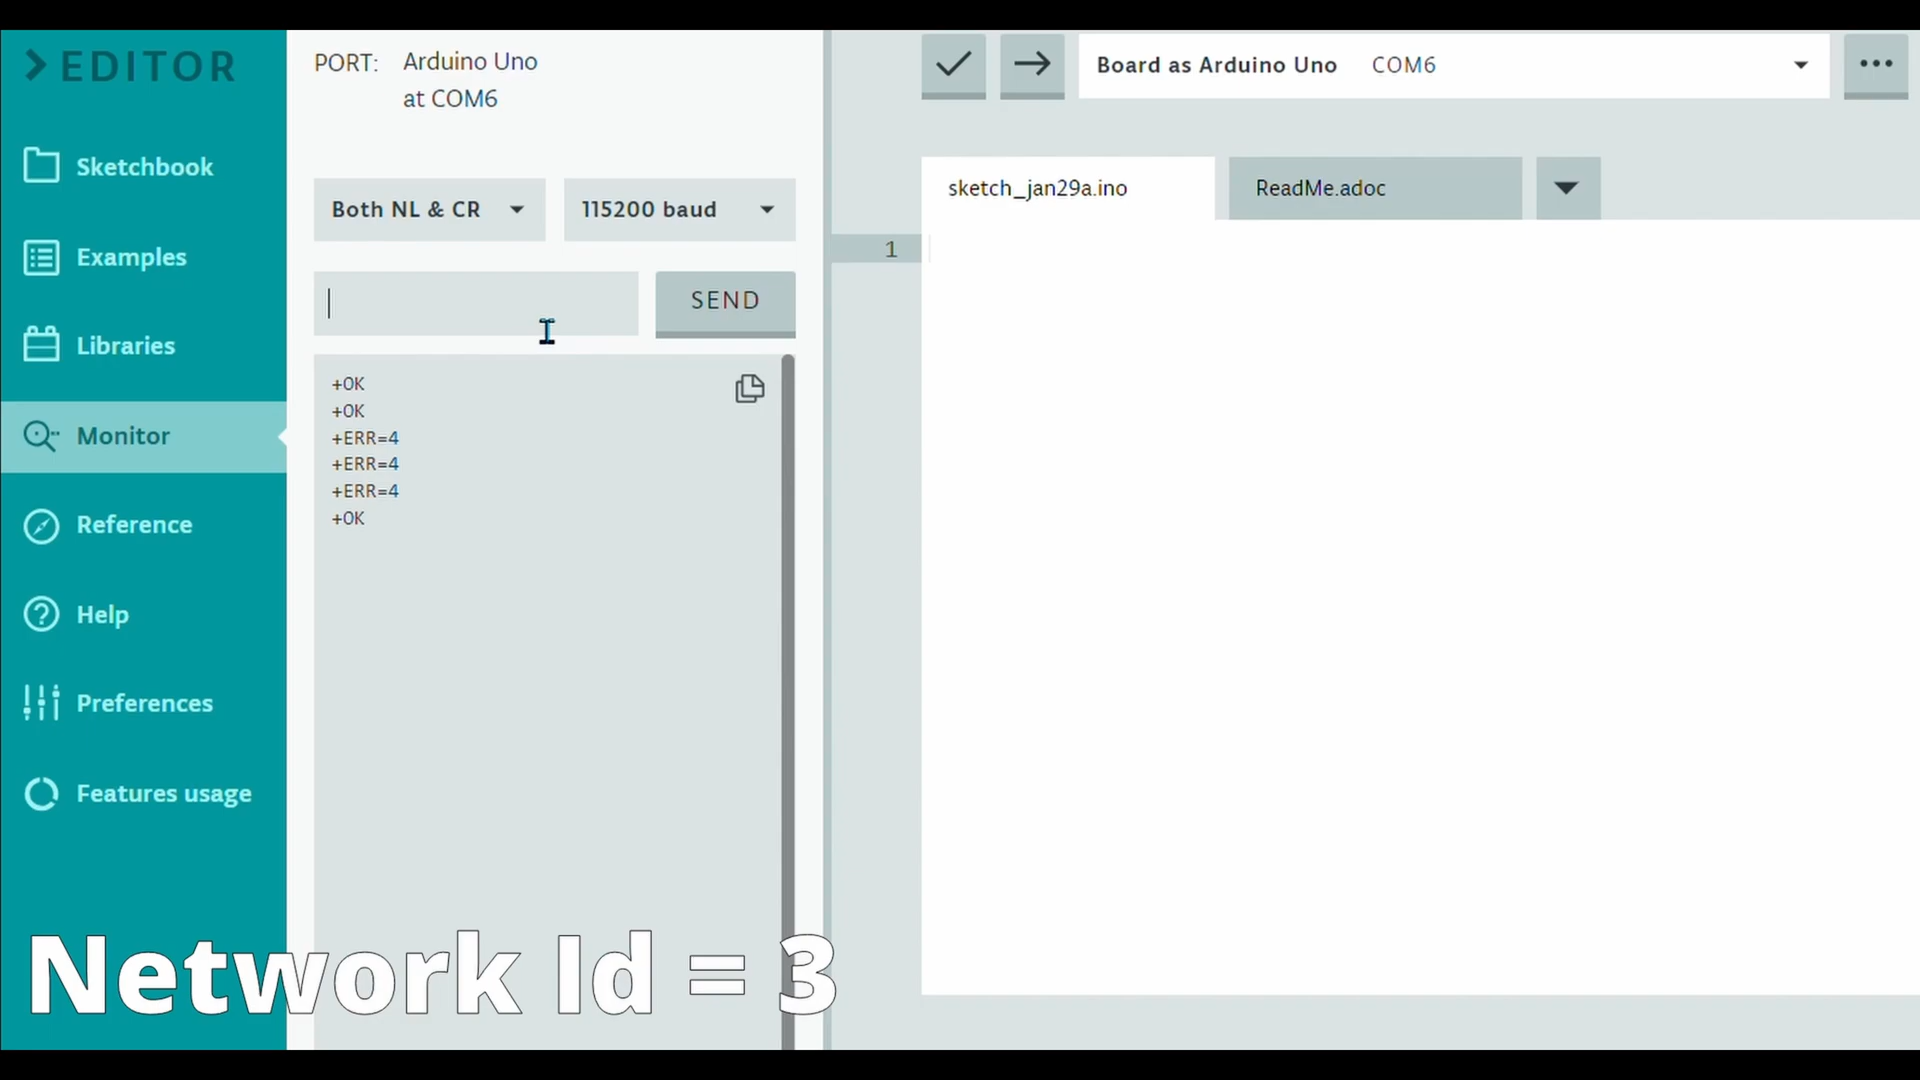 EDITOR
Sketchbook
Examples
Libraries
Monitor
Reference
Help
Preferences
Features usage
PORT: Arduino Uno
at COM6
Both NL & CR
115200 baud
SEND
+OK
+OK
+ERR=4
+ERR=4
+ERR=4
+OK
Board as Arduino Uno COM6
sketch_jan29a.ino
ReadMe.adoc
1
Network Id = 3